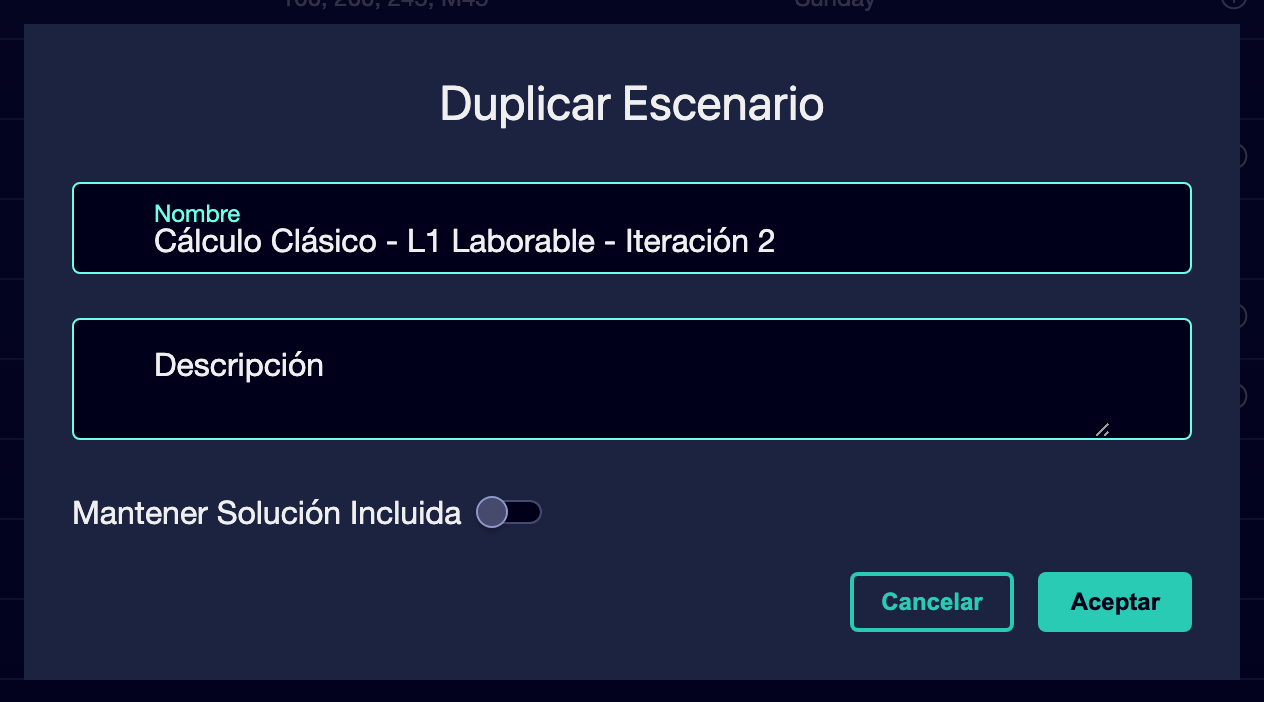 Duplicar Escenario
Nombre
Cálculo Clásico - L1 Laborable - Iteración 2
Descripción
Mantener Solución Incluida
Cancelar
Aceptar